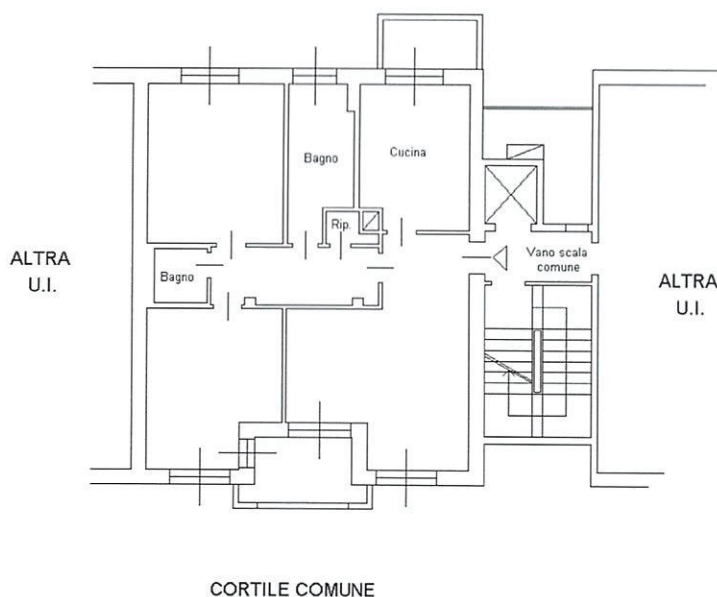 Bagno
Cucina
Rip.
ALTRA
U.I.
Bagno
Vano scala
comune
ALTRA
U.I.
CORTILE COMUNE